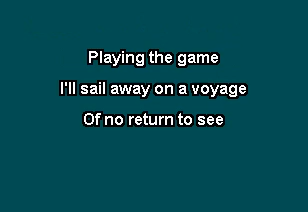 Playing the game
I'll sail away on a voyage
Of no return to see